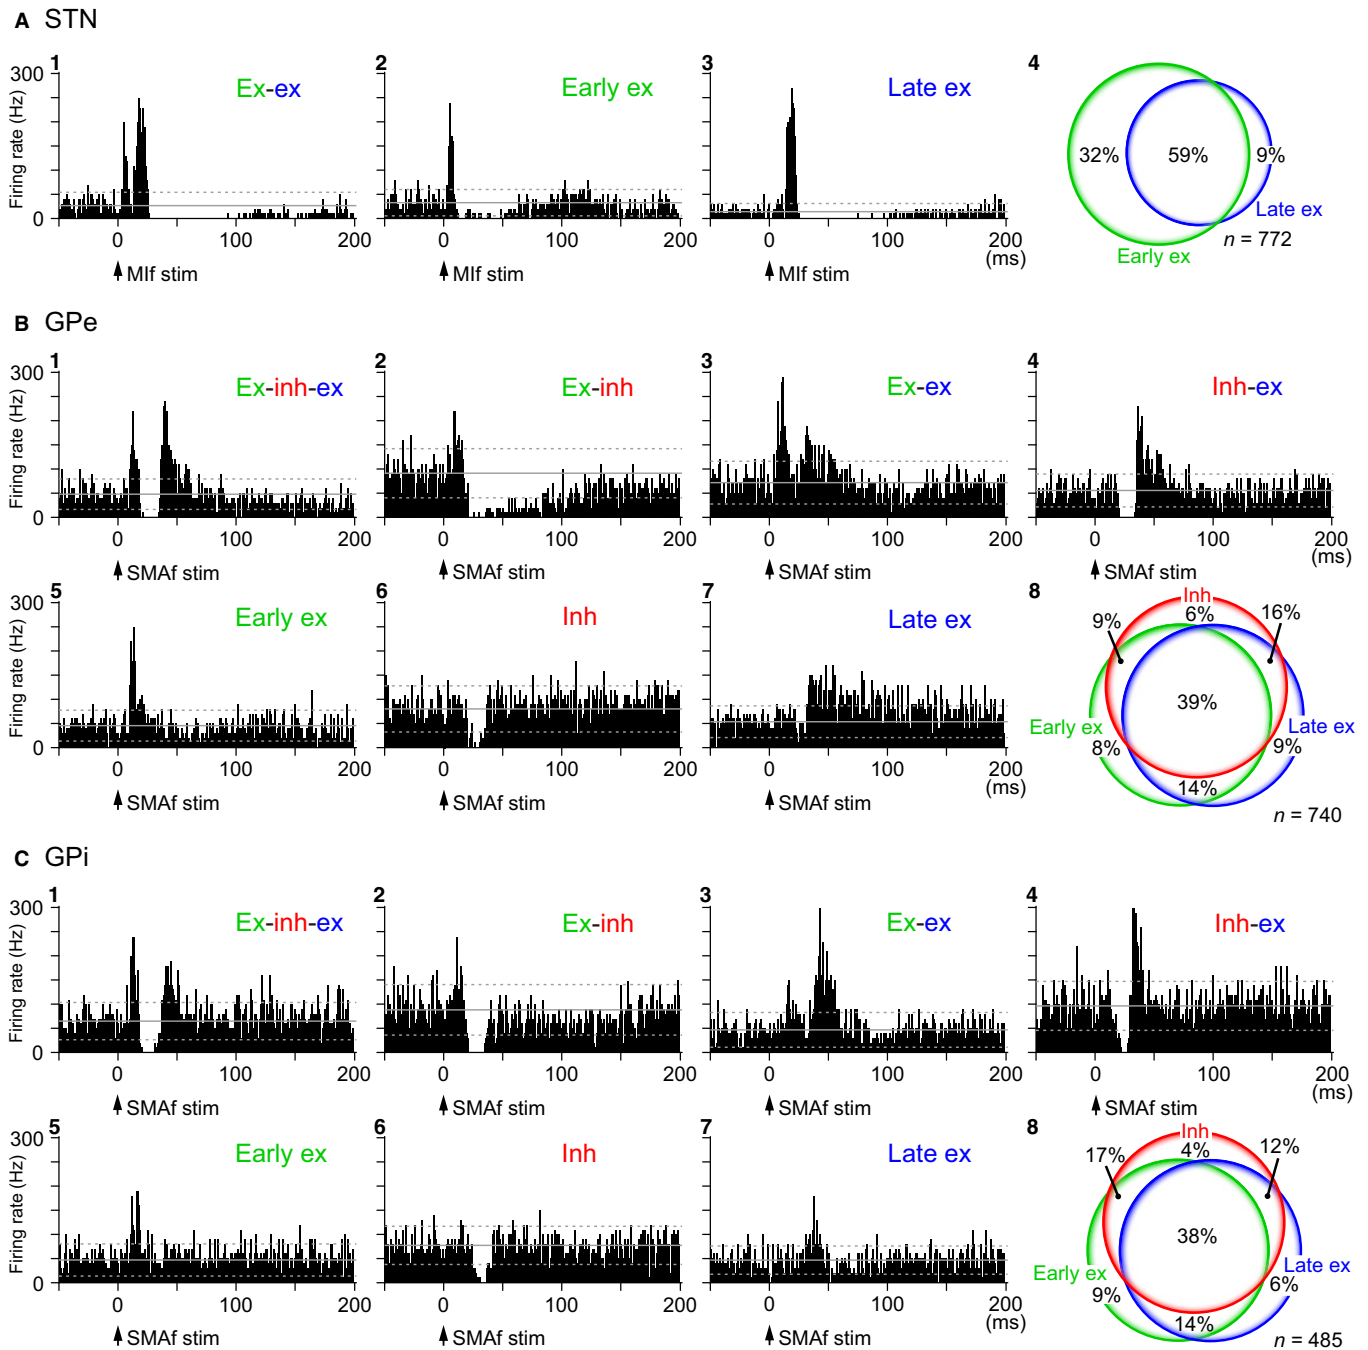 A STN
1
2
3
4
Firing rate (Hz)
300
0
Ex-ex
Early ex
Late ex
0 100 200
0 100 200
0 100 200
(ms)
MIf stim
MIf stim
MIf stim
32%
59%
9%
Late ex
n = 772
Early ex
B GPe
1
2
3
4
Firing rate (Hz)
300
0
Ex-inh-ex
Ex-inh
Ex-ex
Inh-ex
0 100 200
0 100 200
0 100 200
0 100 200
(ms)
SMAf stim
SMAf stim
SMAf stim
SMAf stim
5
6
7
8
Firing rate (Hz)
300
0
Early ex
Inh
Late ex
0 100 200
0 100 200
0 100 200
(ms)
SMAf stim
SMAf stim
SMAf stim
Inh
6%
9%
16%
39%
Early ex
Late ex
8%
9%
14%
n = 740
C GPi
1
2
3
4
Firing rate (Hz)
300
0
Ex-inh-ex
Ex-inh
Ex-ex
Inh-ex
0 100 200
0 100 200
0 100 200
0 100 200
(ms)
SMAf stim
SMAf stim
SMAf stim
SMAf stim
5
6
7
8
Firing rate (Hz)
300
0
Early ex
Inh
Late ex
0 100 200
0 100 200
0 100 200
(ms)
SMAf stim
SMAf stim
SMAf stim
Inh
4%
17%
12%
38%
Early ex
Late ex
9%
6%
14%
n = 485